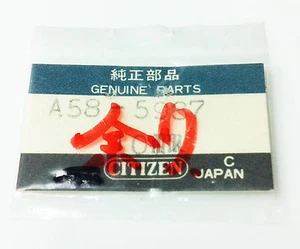 純正部品
GENUINE PARTS
A58 5987
CITIZEN
C
JAPAN